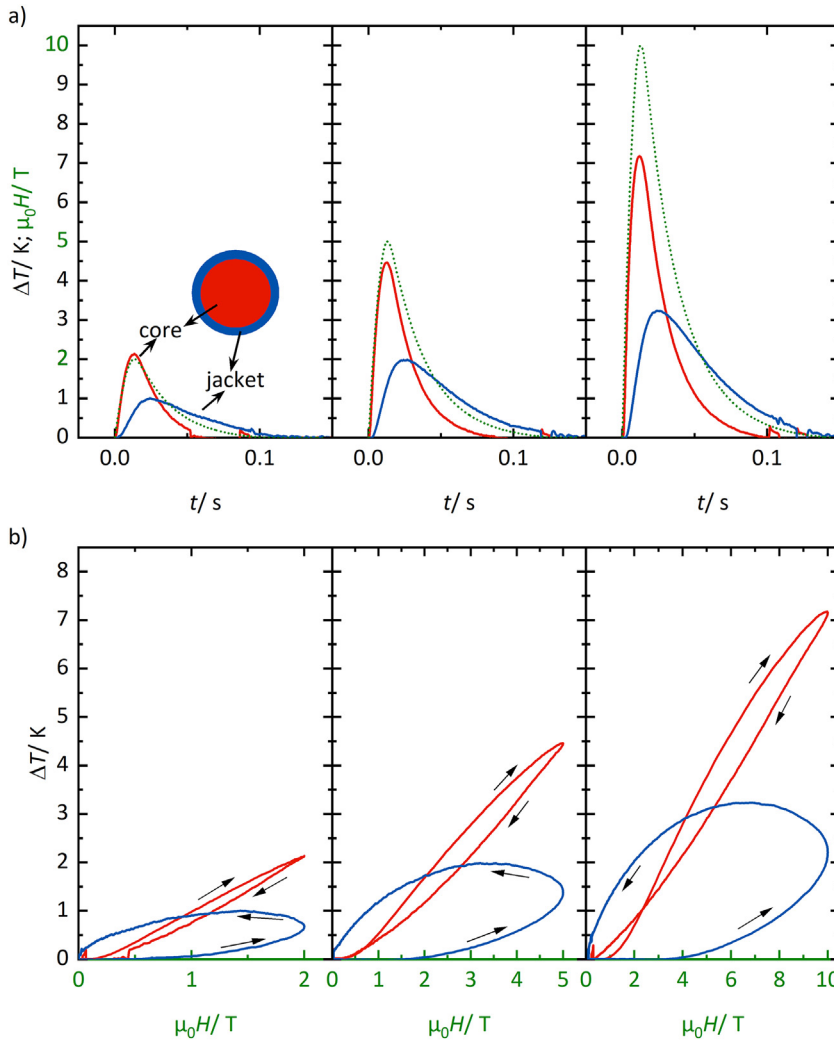 a)
ΔT/ K; μ₀H/ T
10
9
8
7
6
5
4
3
2
1
0
core
jacket
0.0 0.1 0.0 0.1 0.0 0.1
t/ s t/ s t/ s
b)
ΔT/ K
8
7
6
5
4
3
2
1
0
0 1 2 0 1 2 3 4 5 0 2 4 6 8 10
μ₀H/ T μ₀H/ T μ₀H/ T